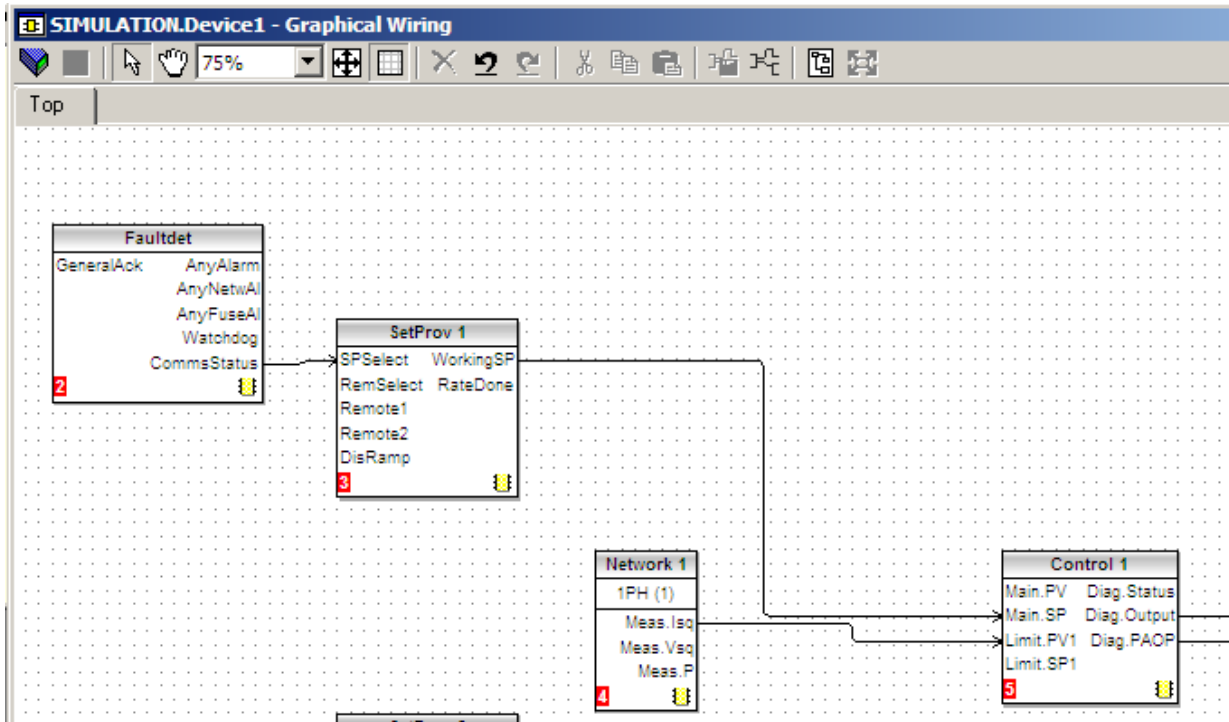 SIMULATION.Device1 - Graphical Wiring
75%
Top
Faultdet
GeneralAck AnyAlarm
AnyNetwAl
AnyFuseAl
Watchdog
CommsStatus
2
SetProv 1
SPSelect WorkingSP
RemSelect RateDone
Remote1
Remote2
DisRamp
3
Network 1
1PH (1)
Meas.Isq
Meas.Vsq
Meas.P
4
Control 1
Main.PV Diag.Status
Main.SP Diag.Output
Limit.PV1 Diag.PAOP
Limit.SP1
5